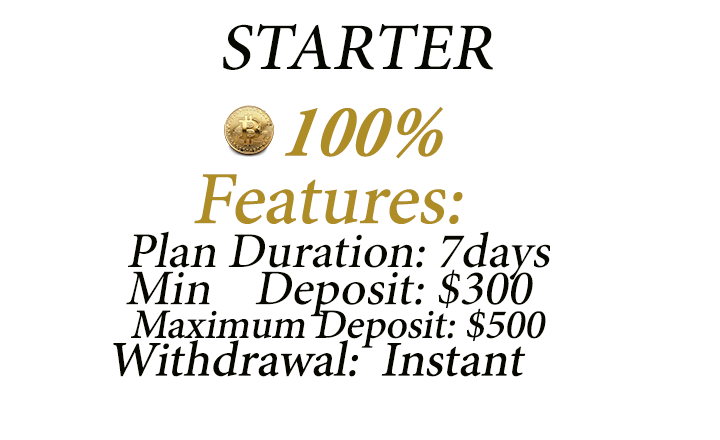 STARTER
100%
Features:
Plan Duration: 7days
Min Deposit: $300
Maximum Deposit: $500
Withdrawal: Instant